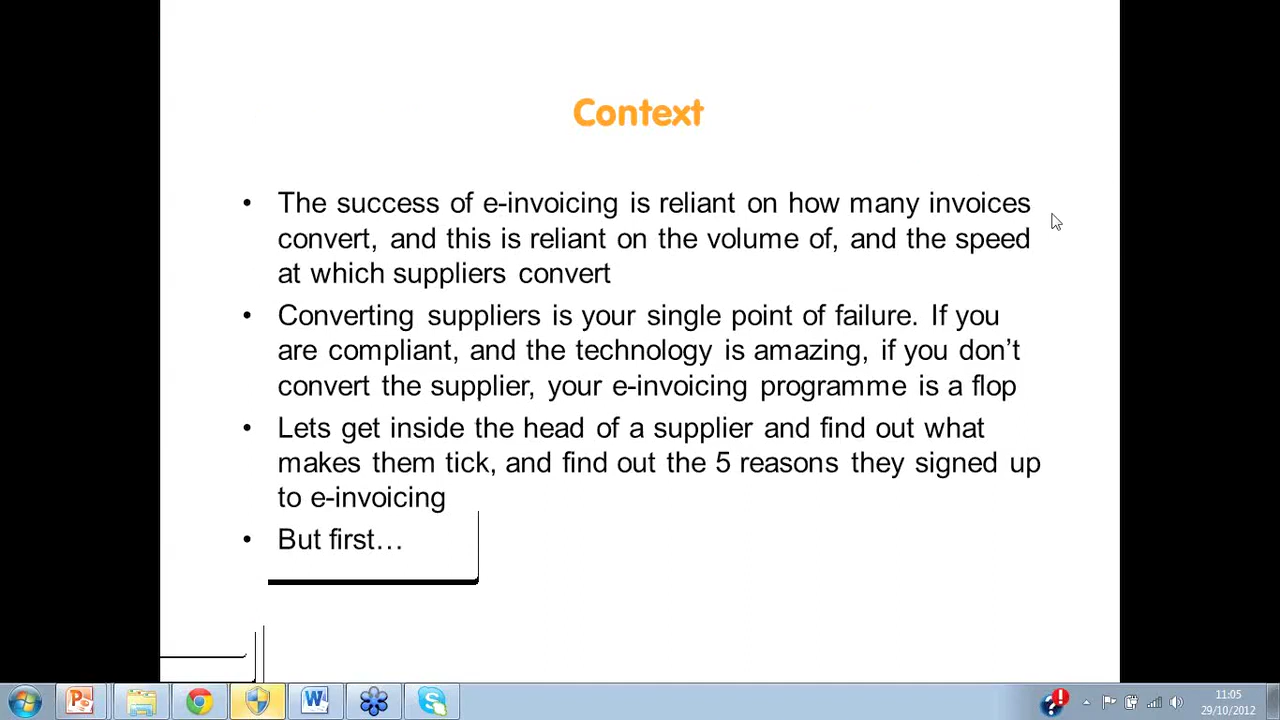 Context
• The success of e-invoicing is reliant on how many invoices
convert, and this is reliant on the volume of, and the speed
at which suppliers convert
• Converting suppliers is your single point of failure. If you
are compliant, and the technology is amazing, if you don’t
convert the supplier, your e-invoicing programme is a flop
• Lets get inside the head of a supplier and find out what
makes them tick, and find out the 5 reasons they signed up
to e-invoicing
• But first…
11:05
29/10/2012